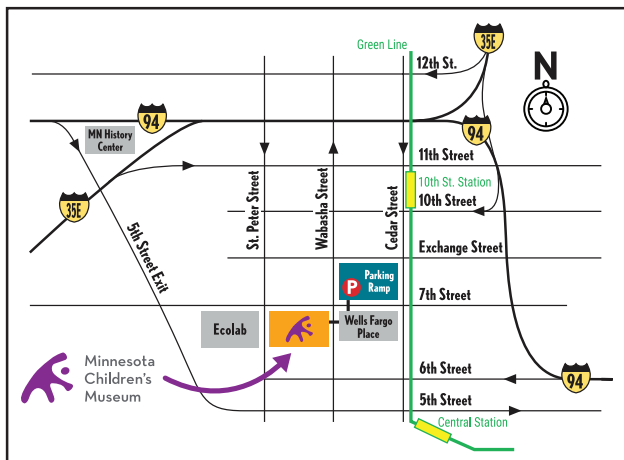 Green Line
35E
12th St.
N
94
94
MN History
Center
11th Street
10th St. Station
35E
10th Street
St. Peter Street
Wabasha Street
Cedar Street
5th Street Exit
Exchange Street
P
Parking
Ramp
7th Street
Ecolab
Wells Fargo
Place
Minnesota
Children's
Museum
6th Street
94
5th Street
Central Station